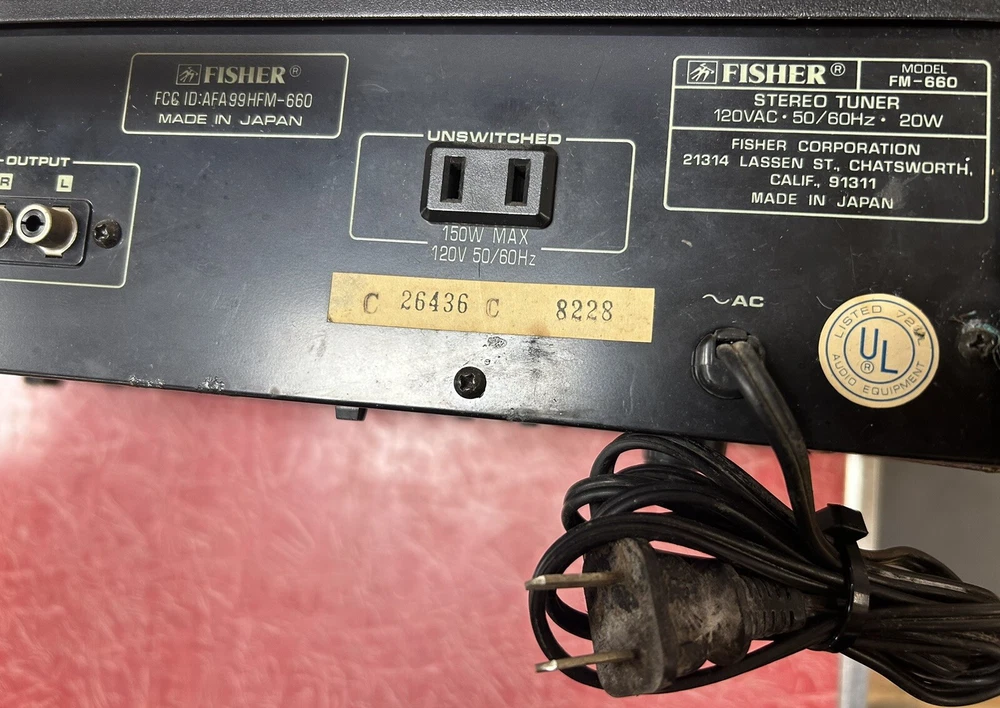 FISHER®
FCC ID:AFA99HFM-660
MADE IN JAPAN
OUTPUT
R L
UNSWITCHED
150W MAX
120V 50/60Hz
C 26436 C 8228
FISHER®
MODEL
FM-660
STEREO TUNER
120VAC · 50/60Hz · 20W
FISHER CORPORATION
21314 LASSEN ST., CHATSWORTH,
CALIF., 91311
MADE IN JAPAN
~AC
LISTED
UL®
AUDIO EQUIPMENT